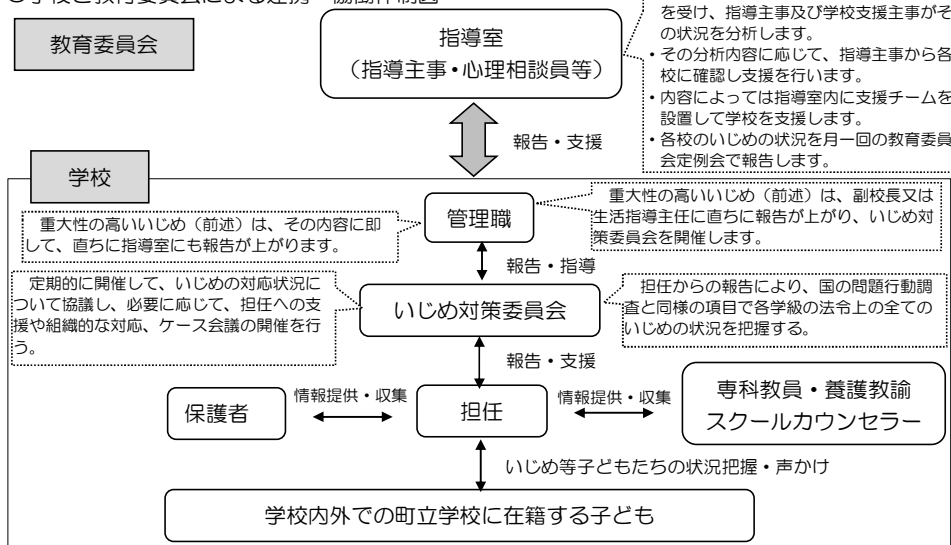 教育委員会
指導室
(指導主事・心理相談員等)
を受け、指導主事及び学校支援主事がそ
の状況を分析します。
・その分析内容に応じて、指導主事から各
校に確認し支援を行います。
・内容によっては指導室内に支援チームを
設置して学校を支援します。
・各校のいじめの状況を月一回の教育委員
会定例会で報告します。
報告・支援
学校
重大性の高いいじめ(前述)は、その内容に即
して、直ちに指導室にも報告が上がります。
管理職
重大性の高いいじめ(前述)は、副校長又は
生活指導主任に直ちに報告が上がり、いじめ対
策委員会を開催します。
報告・指導
定期的に開催して、いじめの対応状況に
ついて協議し、必要に応じて、担任への支
援や組織的な対応、ケース会議の開催を行
う。
いじめ対策委員会
担任からの報告により、国の問題行動調
査と同様の項目で各学級の法令上の全ての
いじめの状況を把握する。
報告・支援
保護者
情報提供・収集
担任
情報提供・収集
専科教員・養護教諭
スクールカウンセラー
いじめ等子どもたちの状況把握・声かけ
学校内外での町立学校に在籍する子ども